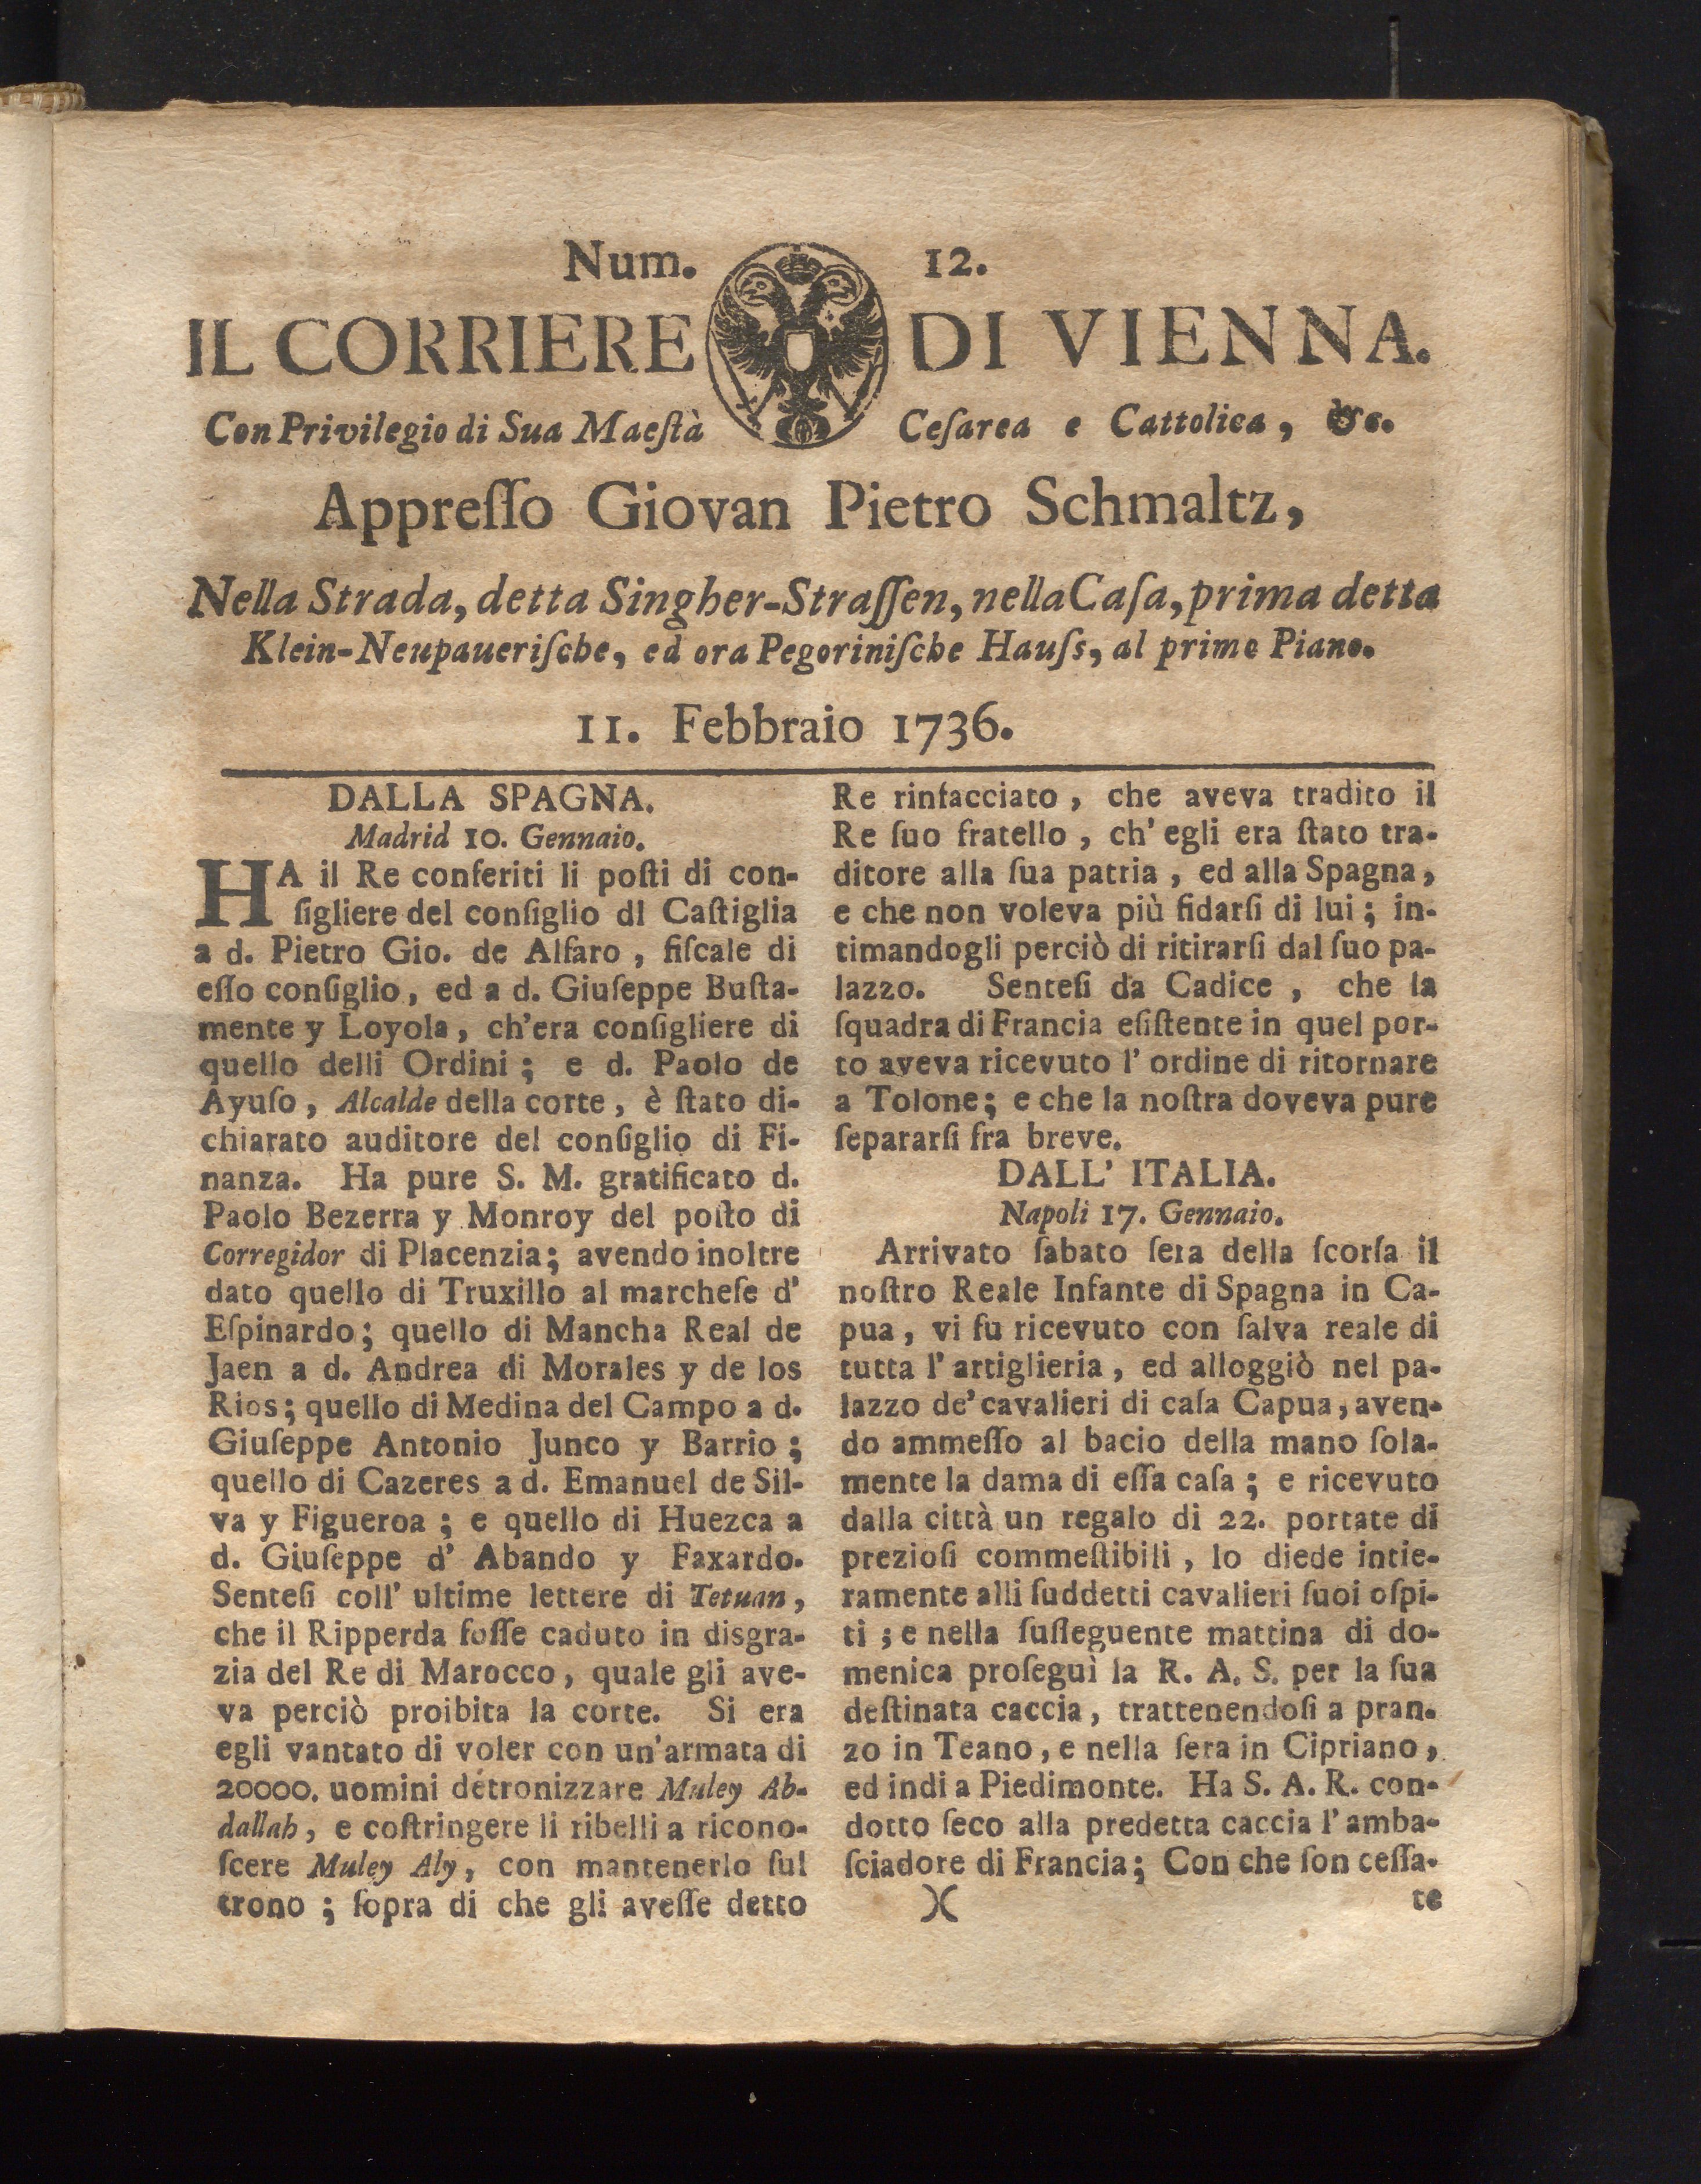 Num. 12.
IL CORRIERE DI VIENNA.
Con Privilegio di Sua Maeſtà Ceſarea e Cattolica, &c.
Appreſſo Giovan Pietro Schmaltz,
Nella Strada, detta Singher-Straſſen, nella Caſa, prima detta
Klein-Neupaueriſche, ed ora Pegoriniſche Hauſs, al primo Piano.
11. Febbraio 1736.
DALLA SPAGNA.
Madrid 10. Gennaio.
HA il Re conferiti li poſti di con-
ſigliere del conſiglio dl Caſtiglia
a d. Pietro Gio. de Alfaro, fiſcale di
eſſo conſiglio, ed a d. Giuſeppe Buſta-
mente y Loyola, ch'era conſigliere di
quello delli Ordini; e d. Paolo de
Ayuſo, Alcalde della corte, è ſtato di-
chiarato auditore del conſiglio di Fi-
nanza. Ha pure S. M. gratificato d.
Paolo Bezerra y Monroy del poſto di
Corregidor di Placenzia; avendo inoltre
dato quello di Truxillo al marcheſe d'
Eſpinardo; quello di Mancha Real de
Jaen a d. Andrea di Morales y de los
Rios; quello di Medina del Campo a d.
Giuſeppe Antonio Junco y Barrio;
quello di Cazeres a d. Emanuel de Sil-
va y Figueroa; e quello di Huezca a
d. Giuſeppe d' Abando y Faxardo.
Senteſi coll' ultime lettere di Tetuan,
che il Ripperda foſſe caduto in disgra-
zia del Re di Marocco, quale gli ave-
va perciò proibita la corte. Si era
egli vantato di voler con un'armata di
20000. uomini detronizzare Muley Ab-
dallah, e coſtringere li ribelli a ricono-
ſcere Muley Aly, con mantenerlo ſul
trono; ſopra di che gli aveſſe detto
Re rinfacciato, che aveva tradito il
Re ſuo fratello, ch' egli era ſtato tra-
ditore alla ſua patria, ed alla Spagna,
e che non voleva più fidarſi di lui; in-
timandogli perciò di ritirarſi dal ſuo pa-
lazzo. Senteſi da Cadice, che la
ſquadra di Francia eſiſtente in quel por-
to aveva ricevuto l' ordine di ritornare
a Tolone; e che la noſtra doveva pure
ſepararſi fra breve.
DALL' ITALIA.
Napoli 17. Gennaio.
Arrivato ſabato ſera della ſcorſa il
noſtro Reale Infante di Spagna in Ca-
pua, vi fu ricevuto con ſalva reale di
tutta l' artiglieria, ed alloggiò nel pa-
lazzo de' cavalieri di caſa Capua, aven-
do ammeſſo al bacio della mano ſola-
mente la dama di eſſa caſa; e ricevuto
dalla città un regalo di 22. portate di
prezioſi commeſtibili, lo diede intie-
ramente alli ſuddetti cavalieri ſuoi oſpi-
ti; e nella ſuſſeguente mattina di do-
menica proſeguì la R. A. S. per la ſua
deſtinata caccia, trattenendoſi a pran-
zo in Teano, e nella ſera in Cipriano,
ed indi a Piedimonte. Ha S. A. R. con-
dotto ſeco alla predetta caccia l' amba-
ſciadore di Francia; Con che ſon ceſſa-
)( te